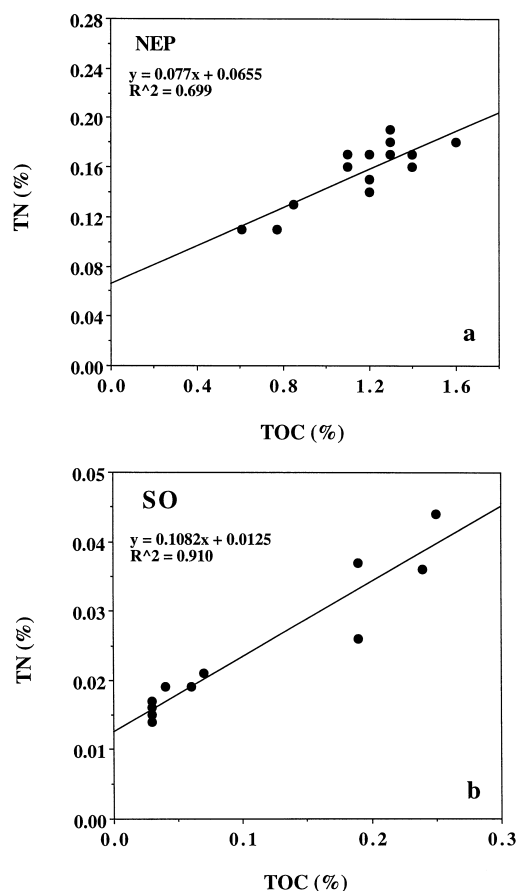 0.28
NEP
y = 0.077x + 0.0655
R^2 = 0.699
0.24
0.20
0.16
TN (%)
0.12
0.08
0.04
a
0.00
0.0 0.4 0.8 1.2 1.6
TOC (%)
0.05
SO
y = 0.1082x + 0.0125
R^2 = 0.910
0.04
0.03
TN (%)
0.02
0.01
b
0.00
0.0 0.1 0.2 0.3
TOC (%)